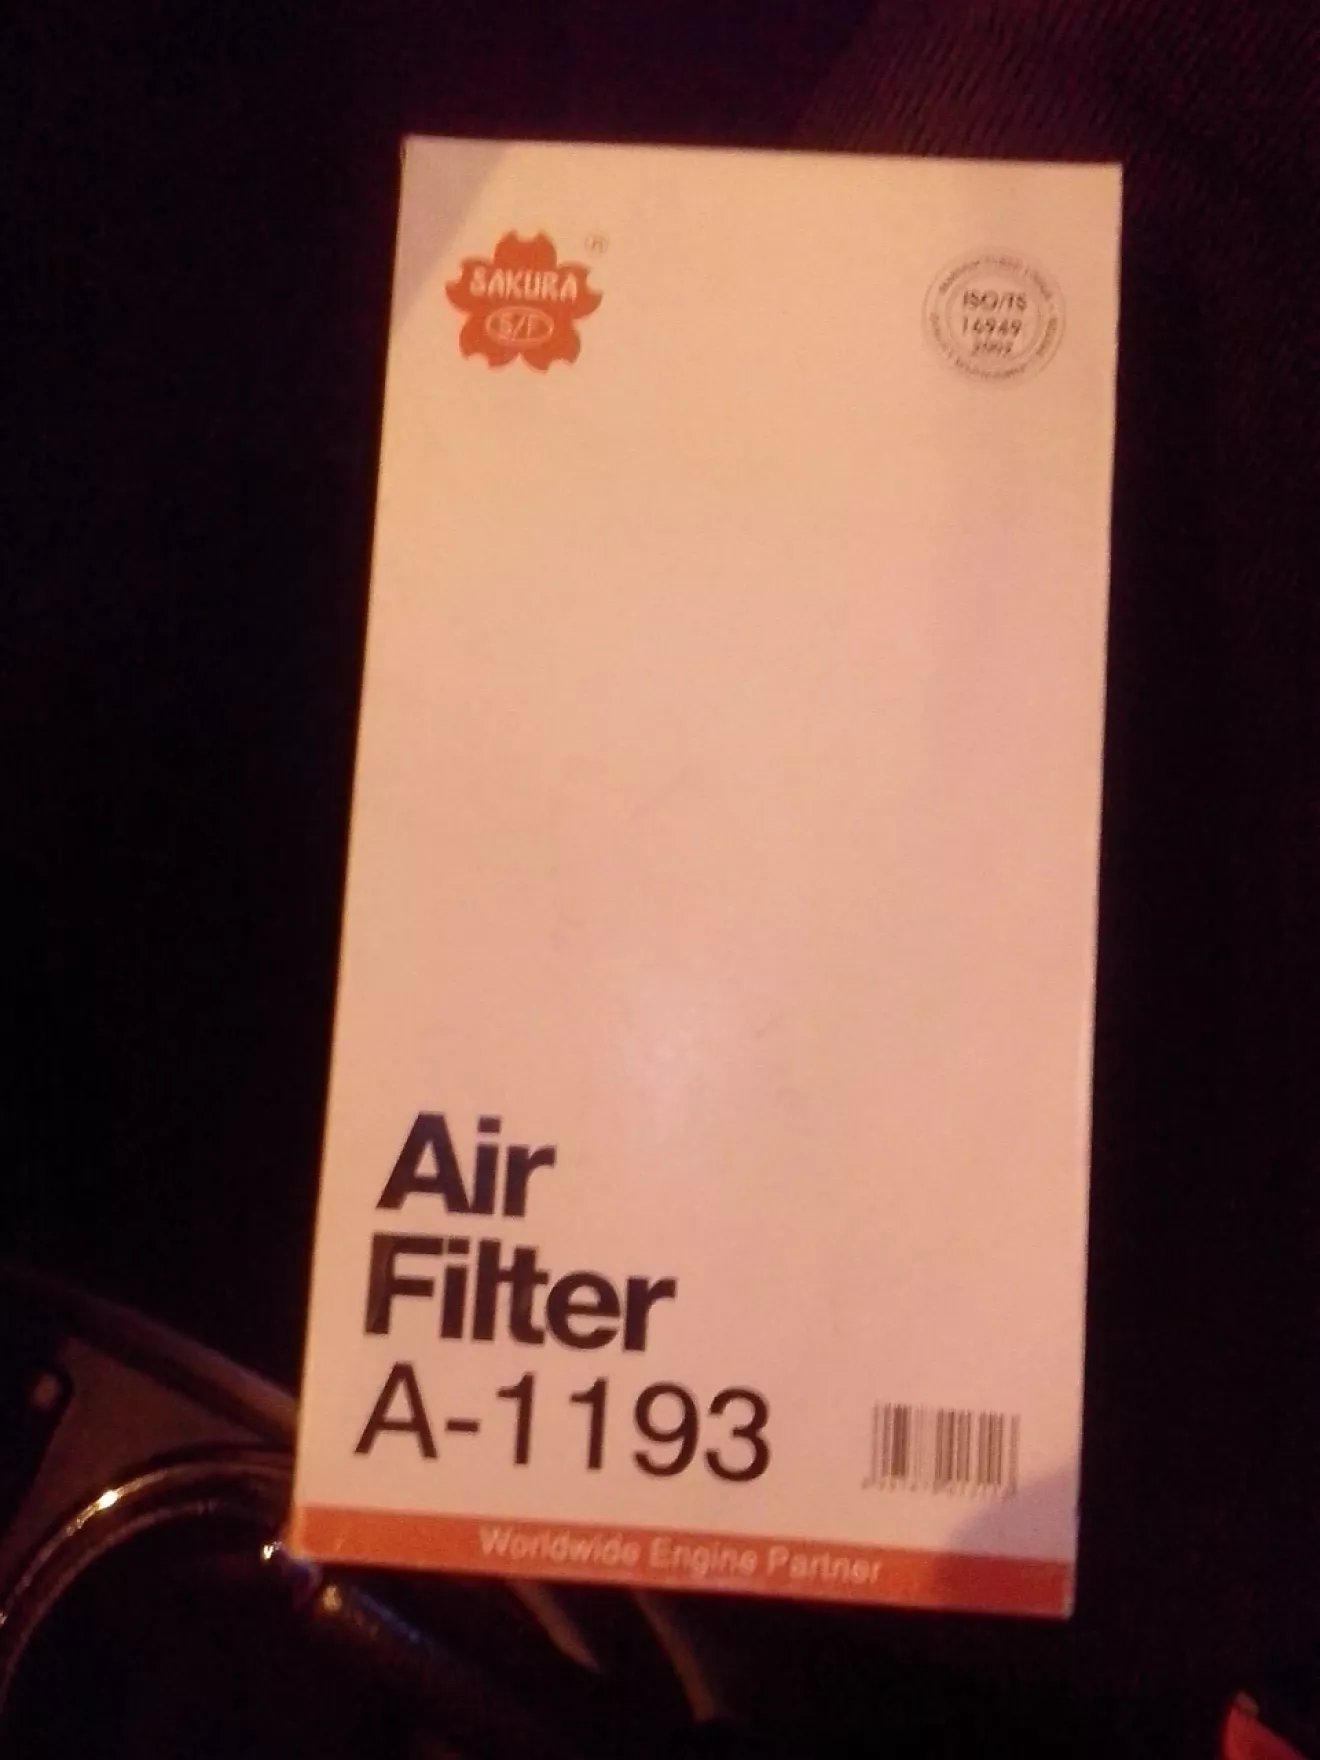 SAKURA
S/F
®
ISO/TS
16949
Air
Filter
A-1193
Worldwide Engine Partner